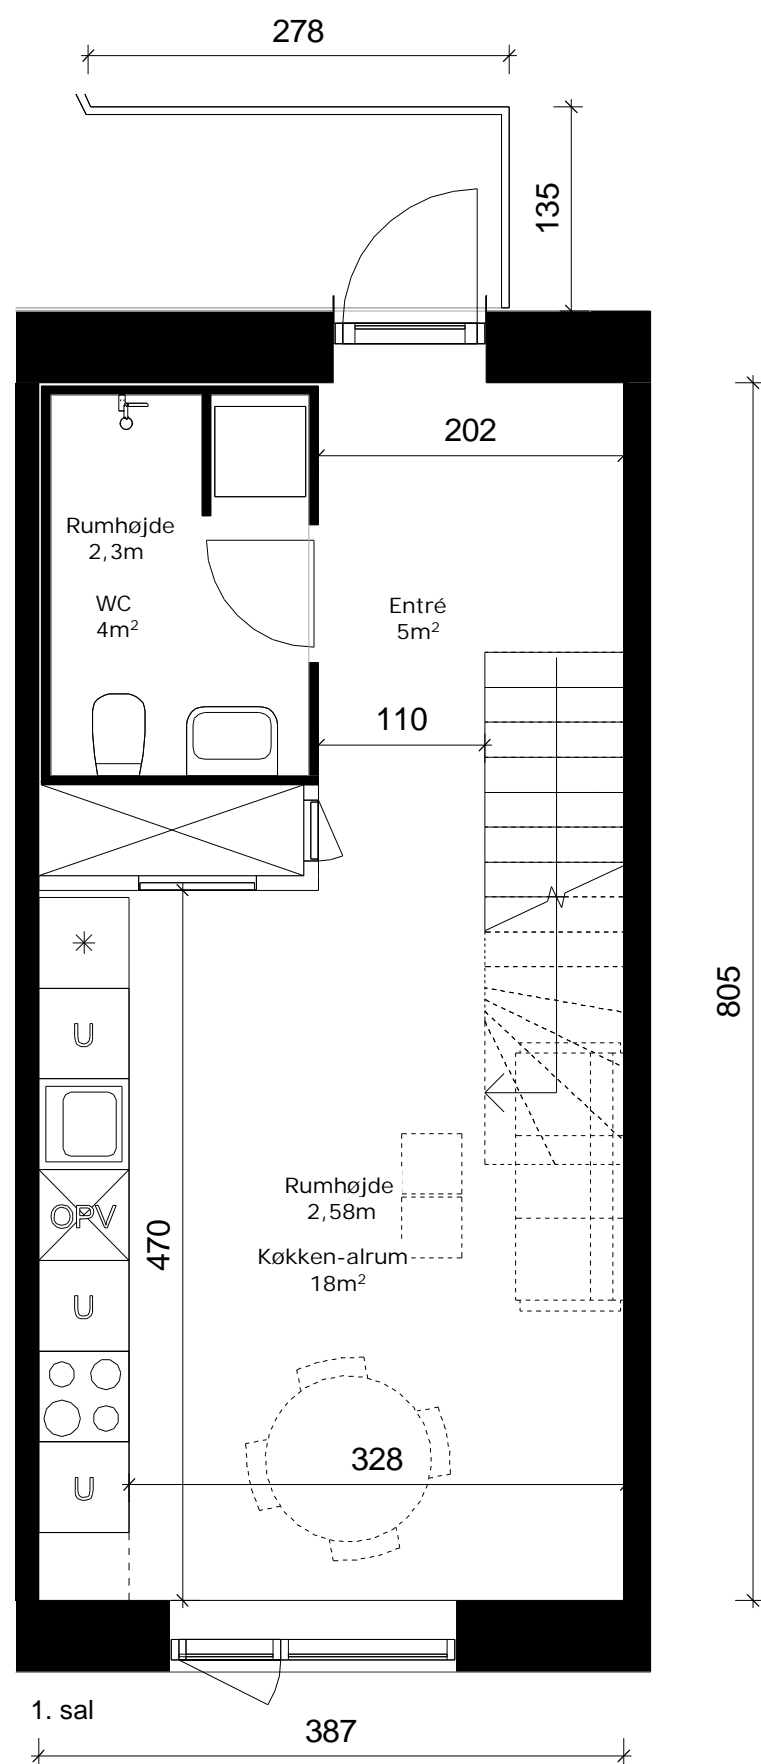 278
135
202
Rumhøjde
2,3m
WC
4m²
Entré
5m²
110
805
U
OPV
470
Rumhøjde
2,58m
Køkken-alrum
18m²
U
328
U
1. sal
387